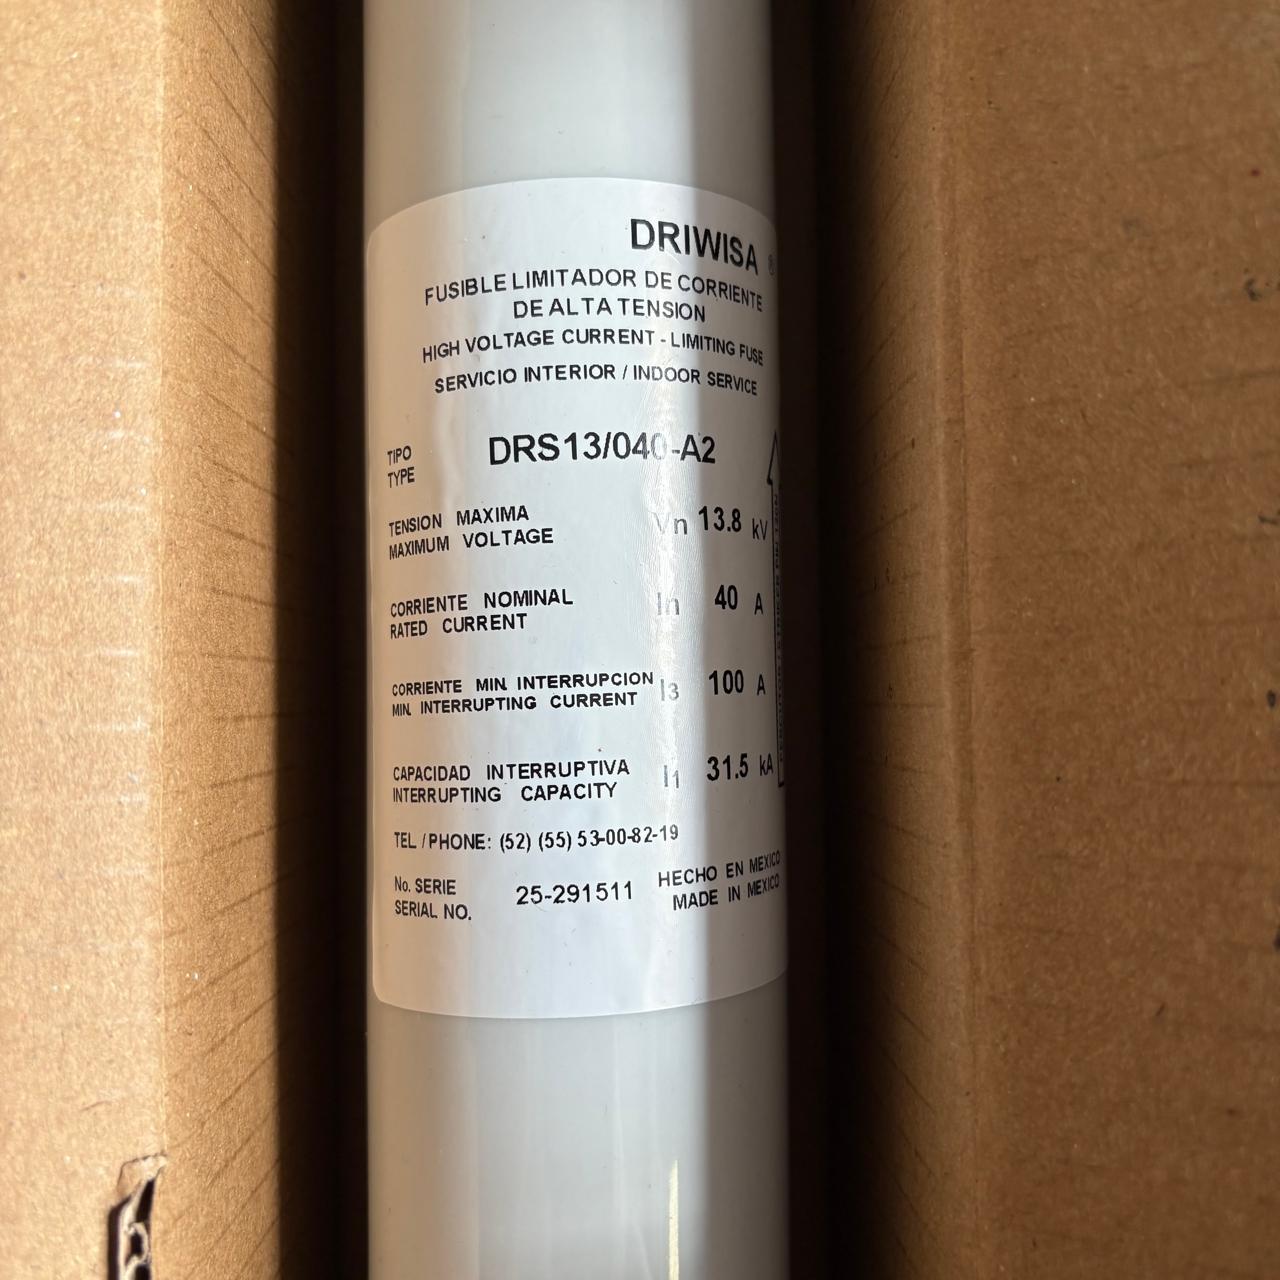 DRIWISA ®
FUSIBLE LIMITADOR DE CORRIENTE
DE ALTA TENSION
HIGH VOLTAGE CURRENT - LIMITING FUSE
SERVICIO INTERIOR / INDOOR SERVICE
TIPO
TYPE
DRS13/040-A2
TENSION MAXIMA
MAXIMUM VOLTAGE
Vn 13.8 kV
CORRIENTE NOMINAL
RATED CURRENT
In 40 A
CORRIENTE MIN. INTERRUPCION
MIN. INTERRUPTING CURRENT
I3 100 A
CAPACIDAD INTERRUPTIVA
INTERRUPTING CAPACITY
I1 31.5 kA
TEL / PHONE: (52) (55) 53-00-82-19
No. SERIE
SERIAL NO.
25-291511
HECHO EN MEXICO
MADE IN MEXICO